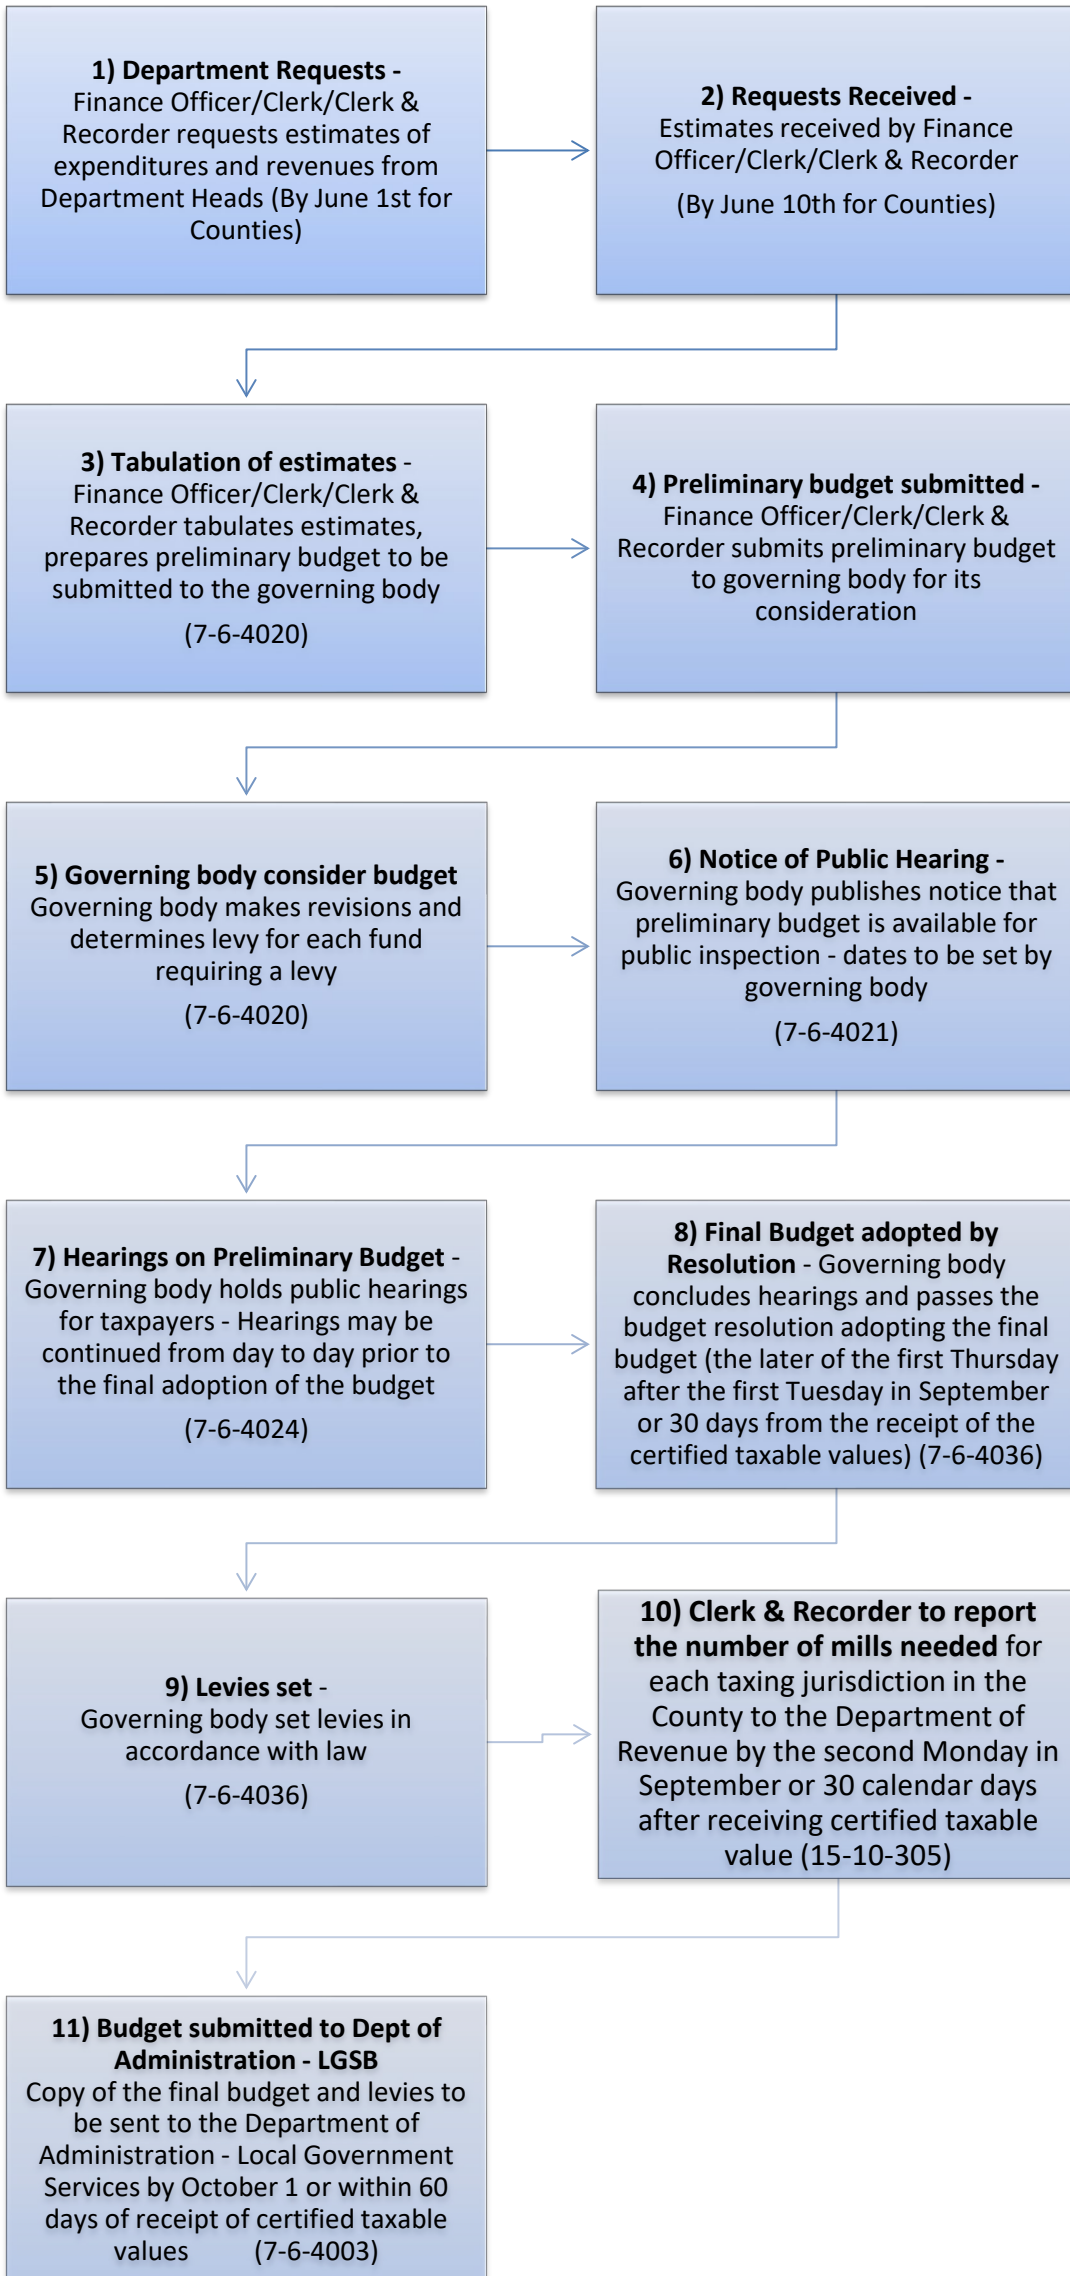 1) Department Requests -
Finance Officer/Clerk/Clerk &
Recorder requests estimates of
expenditures and revenues from
Department Heads (By June 1st for
Counties)
2) Requests Received -
Estimates received by Finance
Officer/Clerk/Clerk & Recorder
(By June 10th for Counties)
3) Tabulation of estimates -
Finance Officer/Clerk/Clerk &
Recorder tabulates estimates,
prepares preliminary budget to be
submitted to the governing body
(7-6-4020)
4) Preliminary budget submitted -
Finance Officer/Clerk/Clerk &
Recorder submits preliminary budget
to governing body for its
consideration
5) Governing body consider budget
Governing body makes revisions and
determines levy for each fund
requiring a levy
(7-6-4020)
6) Notice of Public Hearing -
Governing body publishes notice that
preliminary budget is available for
public inspection - dates to be set by
governing body
(7-6-4021)
7) Hearings on Preliminary Budget -
Governing body holds public hearings
for taxpayers - Hearings may be
continued from day to day prior to
the final adoption of the budget
(7-6-4024)
8) Final Budget adopted by
Resolution - Governing body
concludes hearings and passes the
budget resolution adopting the final
budget (the later of the first Thursday
after the first Tuesday in September
or 30 days from the receipt of the
certified taxable values) (7-6-4036)
9) Levies set -
Governing body set levies in
accordance with law
(7-6-4036)
10) Clerk & Recorder to report
the number of mills needed for
each taxing jurisdiction in the
County to the Department of
Revenue by the second Monday in
September or 30 calendar days
after receiving certified taxable
value (15-10-305)
11) Budget submitted to Dept of
Administration - LGSB
Copy of the final budget and levies to
be sent to the Department of
Administration - Local Government
Services by October 1 or within 60
days of receipt of certified taxable
values (7-6-4003)